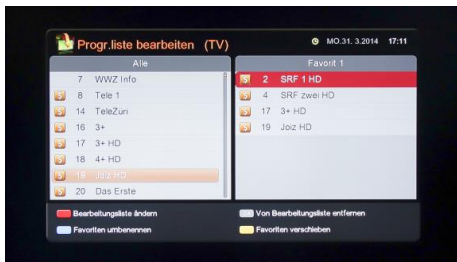 Progr.liste bearbeiten (TV)
MO.31. 3.2014 17:11
Alle
7 WWZ Info
8 Tele 1
14 TeleZüri
16 3+
17 3+ HD
18 4+ HD
19 Joiz HD
20 Das Erste
Favorit 1
2 SRF 1 HD
4 SRF zwei HD
17 3+ HD
19 Joiz HD
Bearbeitungsliste ändern
Von Bearbeitungsliste entfernen
Favoriten umbenennen
Favoriten verschieben